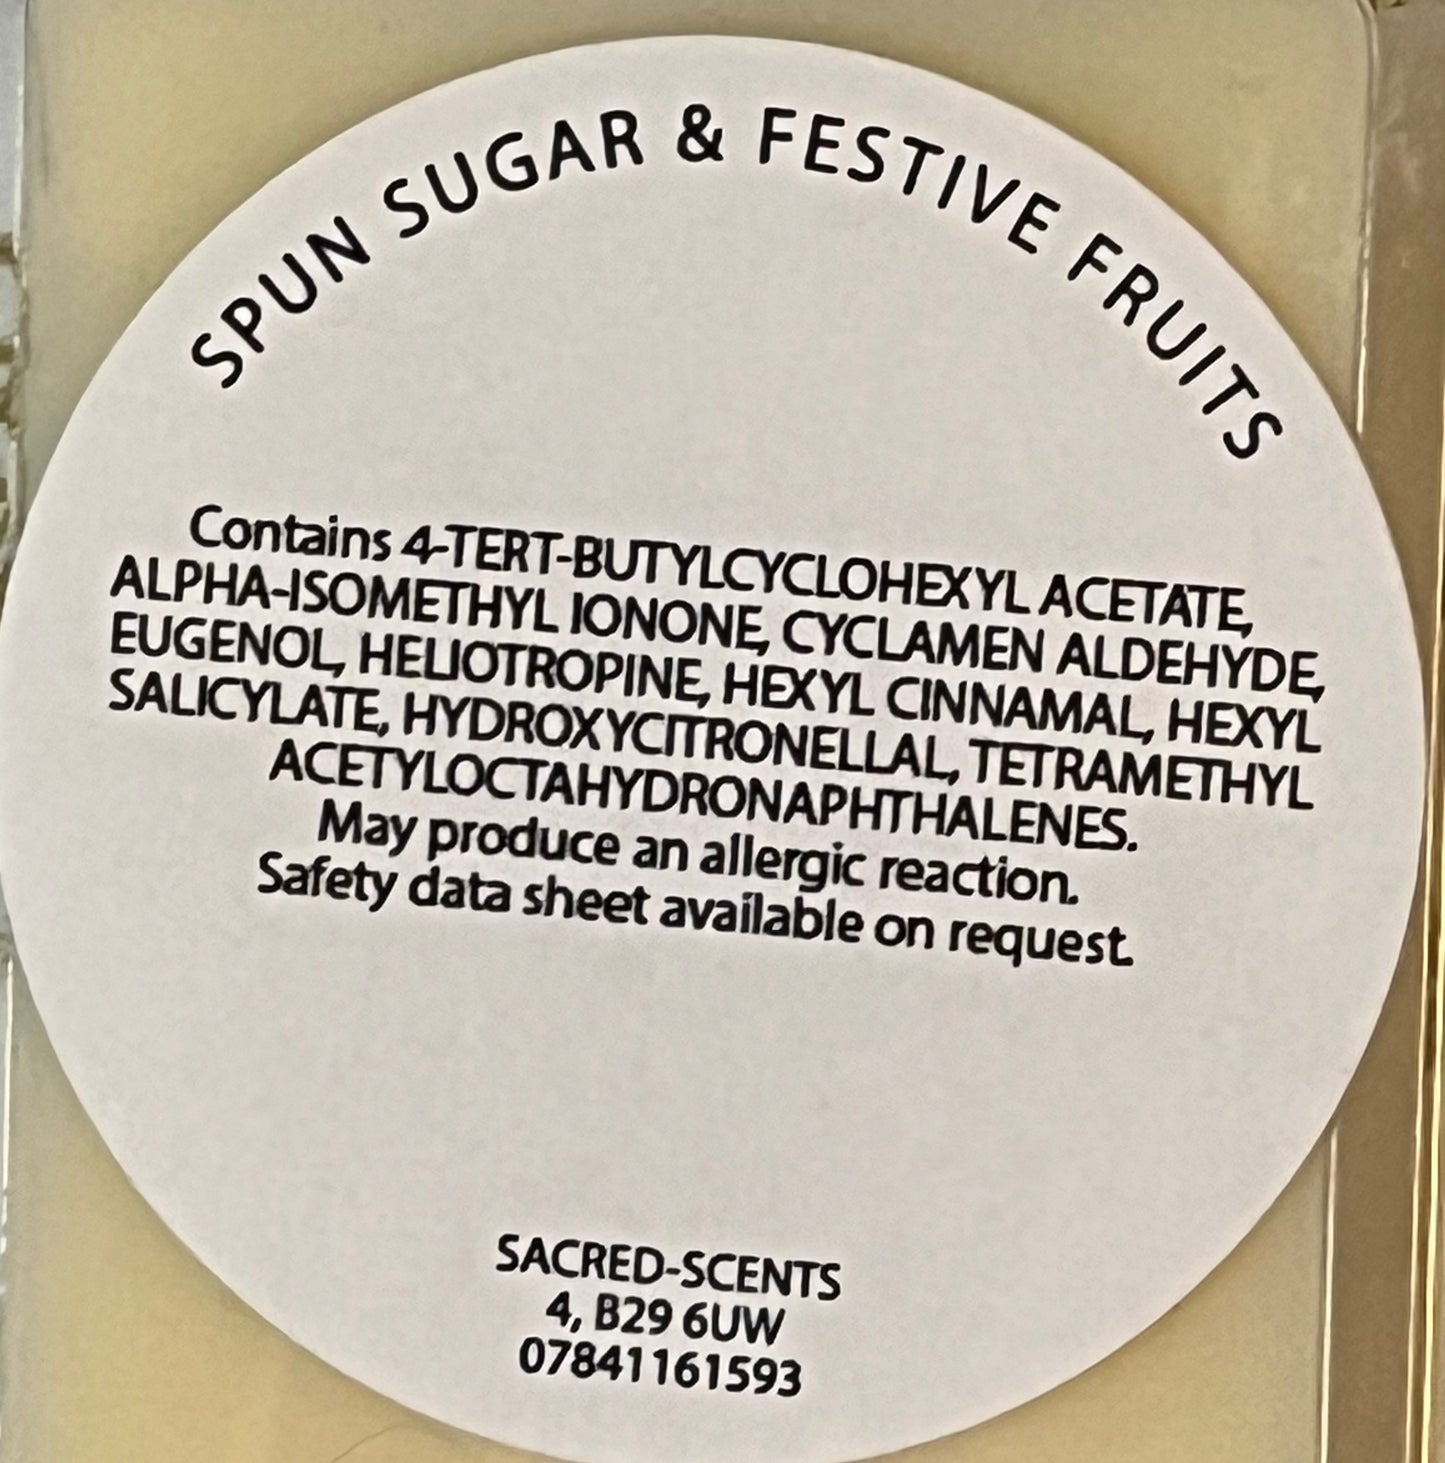 SPUN SUGAR & FESTIVE FRUITS
Contains 4-TERT-BUTYLCYCLOHEXYL ACETATE,
ALPHA-ISOMETHYL IONONE, CYCLAMEN ALDEHYDE,
EUGENOL, HELIOTROPINE, HEXYL CINNAMAL, HEXYL
SALICYLATE, HYDROXYCITRONELLAL, TETRAMETHYL
ACETYLOCTAHYDRONAPHTHALENES.
May produce an allergic reaction.
Safety data sheet available on request.
SACRED-SCENTS
4, B29 6UW
07841161593